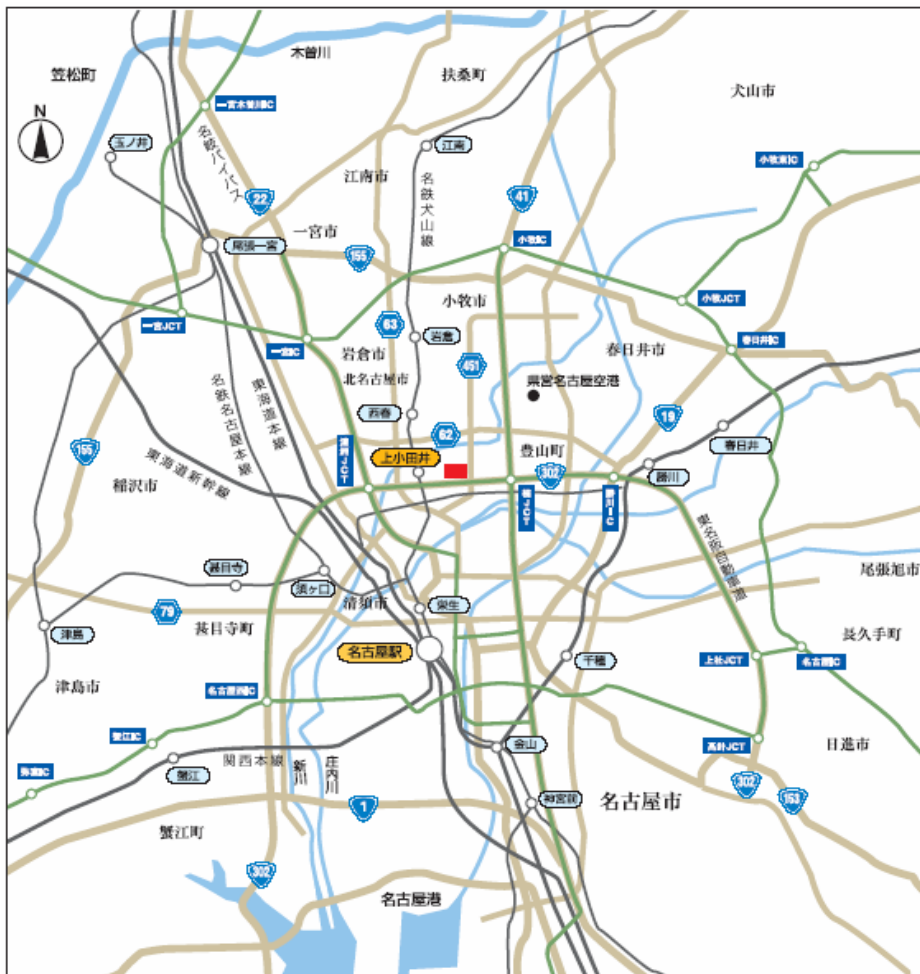 木曽川
笠松町
扶桑町
犬山市
一宮木曽川IC
N
玉ノ井
名岐バイパス
江南
小牧東IC
江南市
名鉄犬山線
22
41
一宮市
尾張一宮
155
小牧IC
小牧市
小牧JCT
一宮JCT
63
岩倉
春日井IC
一宮IC
岩倉市
春日井市
451
北名古屋市
県営名古屋空港
名鉄名古屋本線
東海道本線
西春
19
春日井
155
62
豊山町
東海道新幹線
清洲JCT
上小田井
302
勝川
稲沢市
楠JCT
勝川IC
東名阪自動車道
甚目寺
須ヶ口
尾張旭市
清須市
栄生
79
津島
甚目寺町
長久手町
名古屋駅
千種
上社JCT
名古屋IC
津島市
名古屋西IC
蟹江IC
金山
高針JCT
日進市
関西本線
新川
庄内川
弥富IC
蟹江
302
153
1
神宮前
名古屋市
蟹江町
302
名古屋港